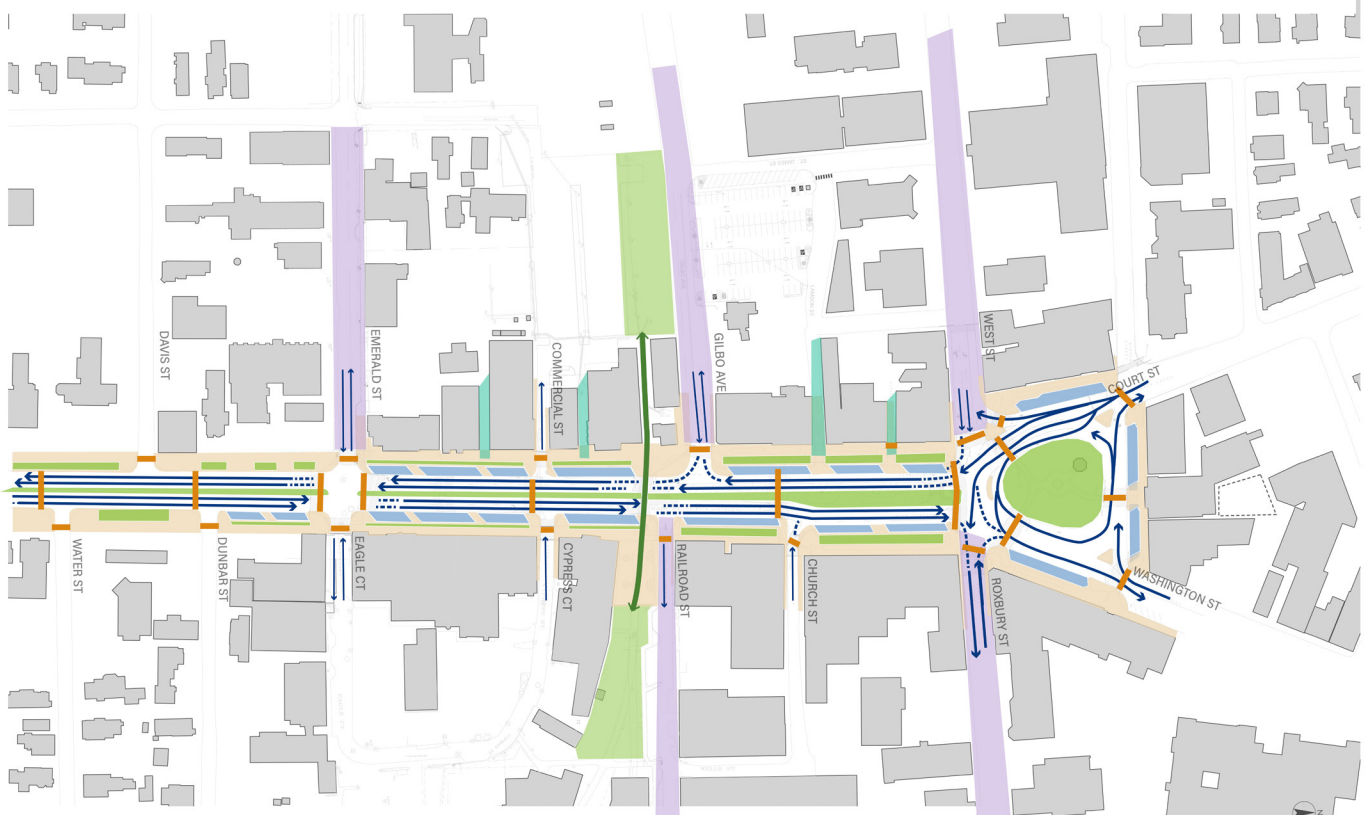 DAVIS ST
EMERALD ST
COMMERCIAL ST
GILBO AVE
WEST ST
COURT ST
WATER ST
DUNBAR ST
EAGLE CT
CYPRESS CT
RAILROAD ST
CHURCH ST
ROXBURY ST
WASHINGTON ST
N